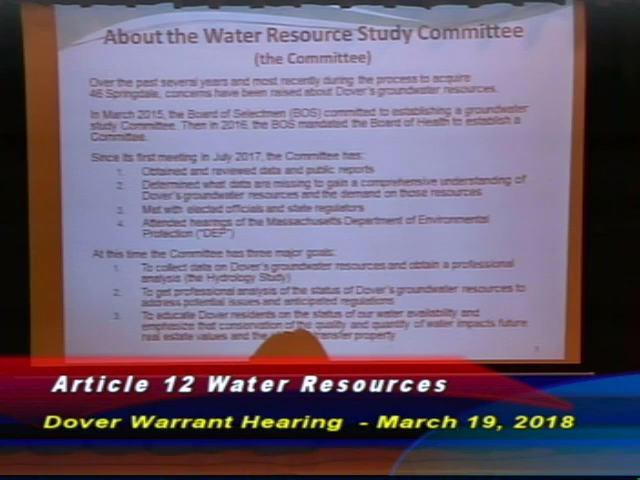 About the Water Resource Study Committee
(the Committee)
Over the past several years and most recently during the process to acquire
46 Springdale, concerns have been raised about Dover's groundwater resources.
In March 2015, the Board of Selectmen (BOS) committed to establishing a groundwater
study Committee. Then in 2016, the BOS mandated the Board of Health to establish a
Committee.
Since its first meeting in July 2017, the Committee has:
1. Obtained and reviewed data and public reports
2. Determined what data are missing to gain a comprehensive understanding of
Dover's groundwater resources and the demand on those resources
3. Met with elected officials and state regulators
4. Attended hearings of the Massachusetts Department of Environmental
Protection ("DEP")
At this time the Committee has three major goals:
1. To collect data on Dover's groundwater resources and obtain a professional
analysis (the Hydrology Study)
2. To get professional analysis of the status of Dover's groundwater resources to
address potential issues and anticipated regulations
3. To educate Dover residents on the status of our water availability and
emphasize that conservation of the quality and quantity of water impacts future
real estate values and the transfer property
Article 12 Water Resources
Dover Warrant Hearing - March 19, 2018